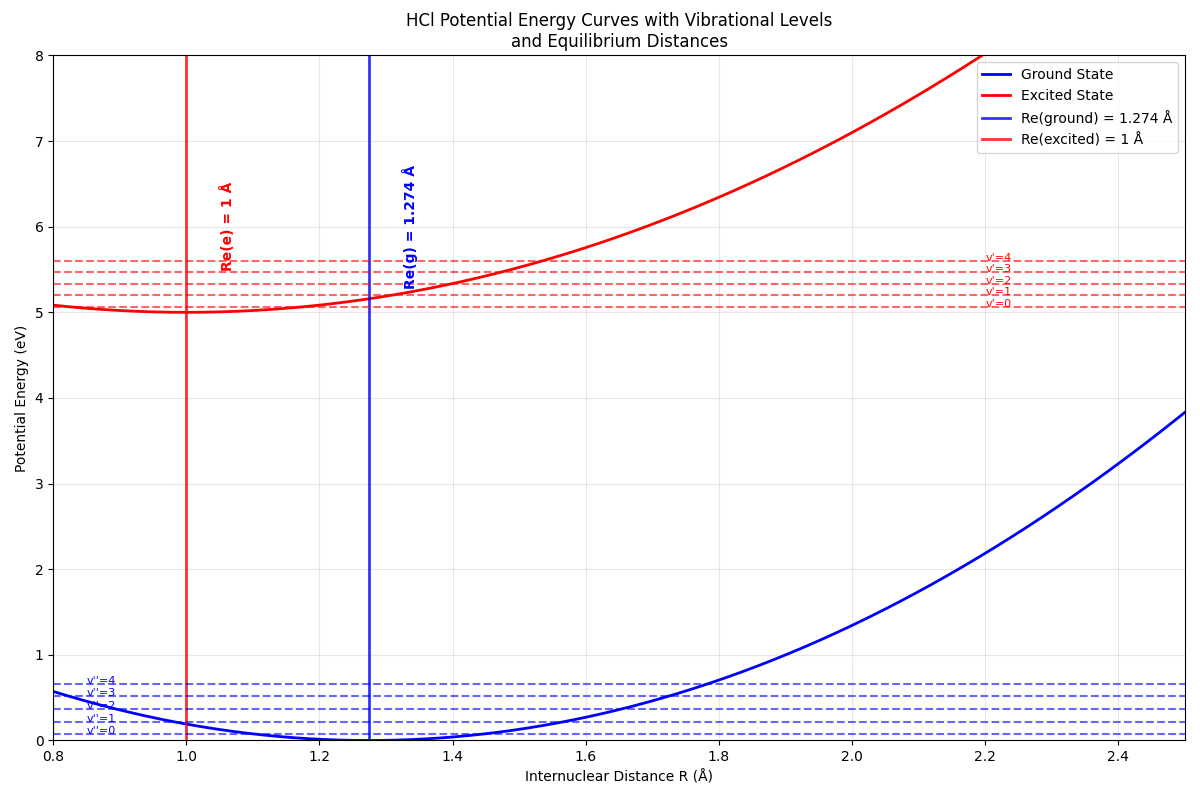 HCl Potential Energy Curves with Vibrational Levels
and Equilibrium Distances
Potential Energy (eV)
8
7
6
5
4
3
2
1
0
Ground State
Excited State
Re(ground) = 1.274 Å
Re(excited) = 1 Å
Re(e) = 1 Å
Re(g) = 1.274 Å
v'=4
v'=3
v'=2
v'=1
v'=0
v''=4
v''=3
v''=2
v''=1
v''=0
0.8 1.0 1.2 1.4 1.6 1.8 2.0 2.2 2.4
Internuclear Distance R (Å)